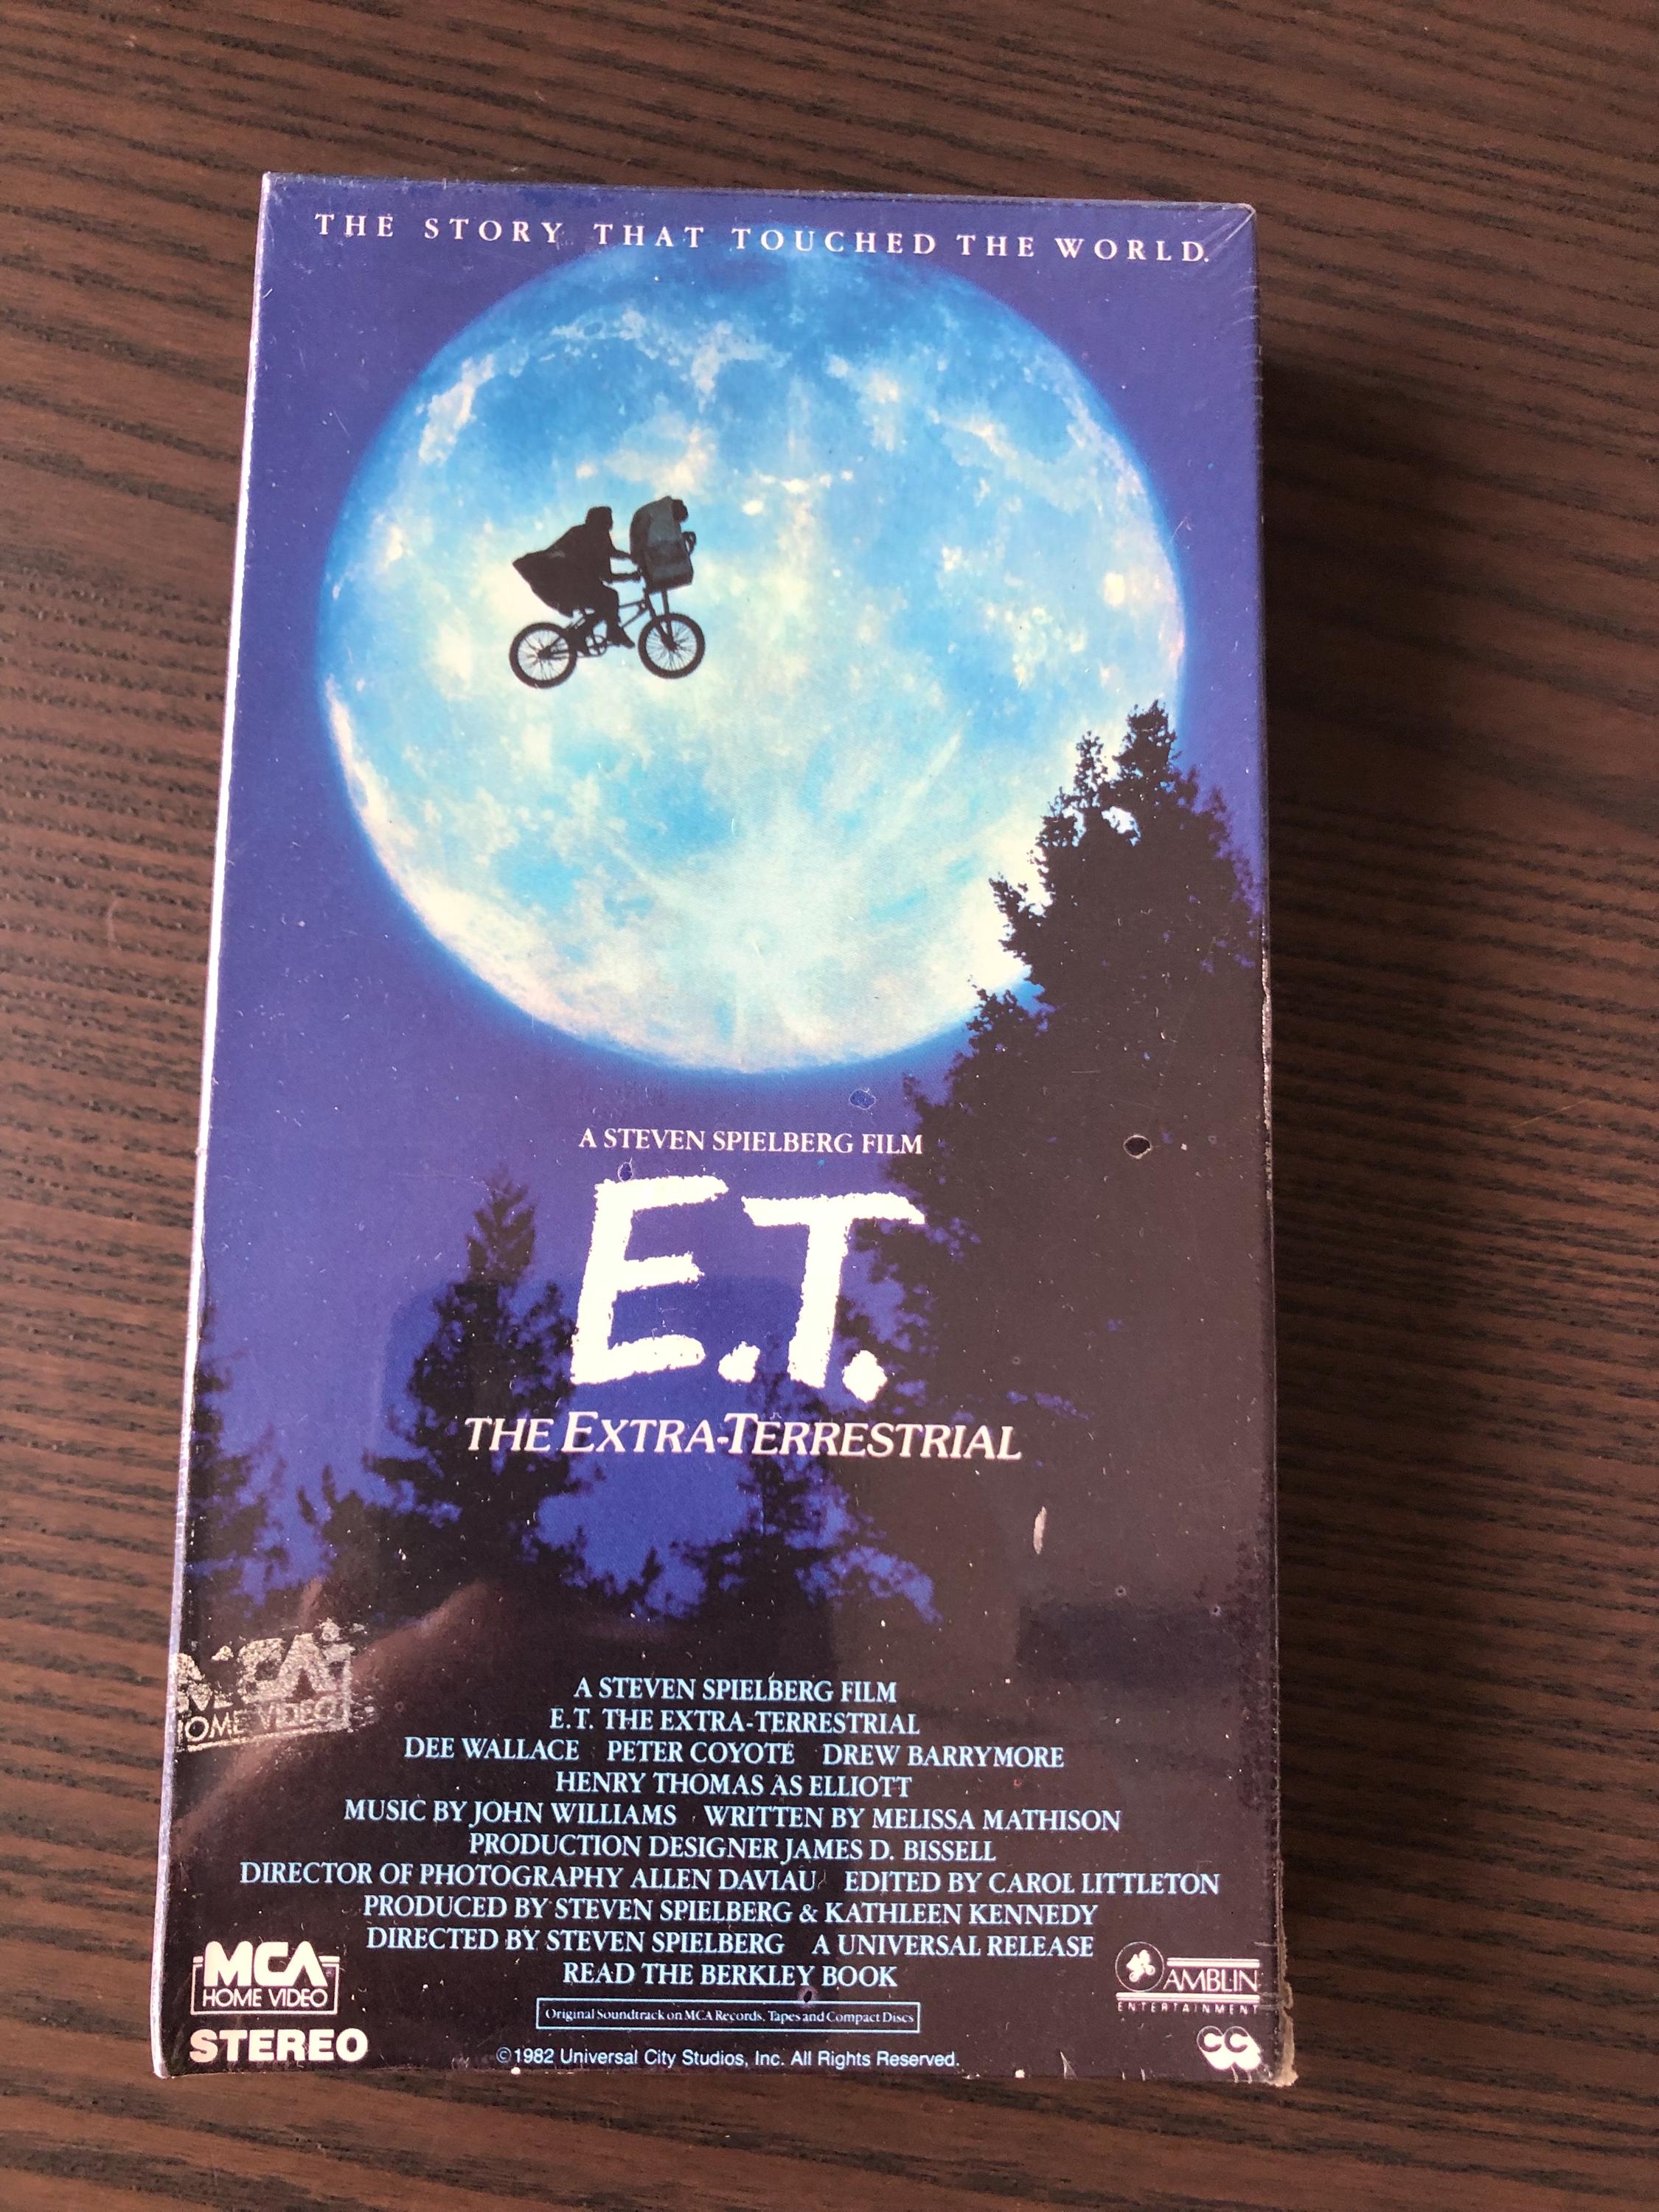 THE STORY THAT TOUCHED THE WORLD.
A STEVEN SPIELBERG FILM
E.T.
THE EXTRA-TERRESTRIAL
MCA
HOME VIDEO
A STEVEN SPIELBERG FILM
E.T. THE EXTRA-TERRESTRIAL
DEE WALLACE PETER COYOTE DREW BARRYMORE
HENRY THOMAS AS ELLIOTT
MUSIC BY JOHN WILLIAMS WRITTEN BY MELISSA MATHISON
PRODUCTION DESIGNER JAMES D. BISSELL
DIRECTOR OF PHOTOGRAPHY ALLEN DAVIAU EDITED BY CAROL LITTLETON
PRODUCED BY STEVEN SPIELBERG & KATHLEEN KENNEDY
DIRECTED BY STEVEN SPIELBERG A UNIVERSAL RELEASE
READ THE BERKLEY BOOK
MCA
HOME VIDEO
STEREO
Original Soundtrack on MCA Records, Tapes and Compact Discs
©1982 Universal City Studios, Inc. All Rights Reserved.
AMBLIN
ENTERTAINMENT
CC